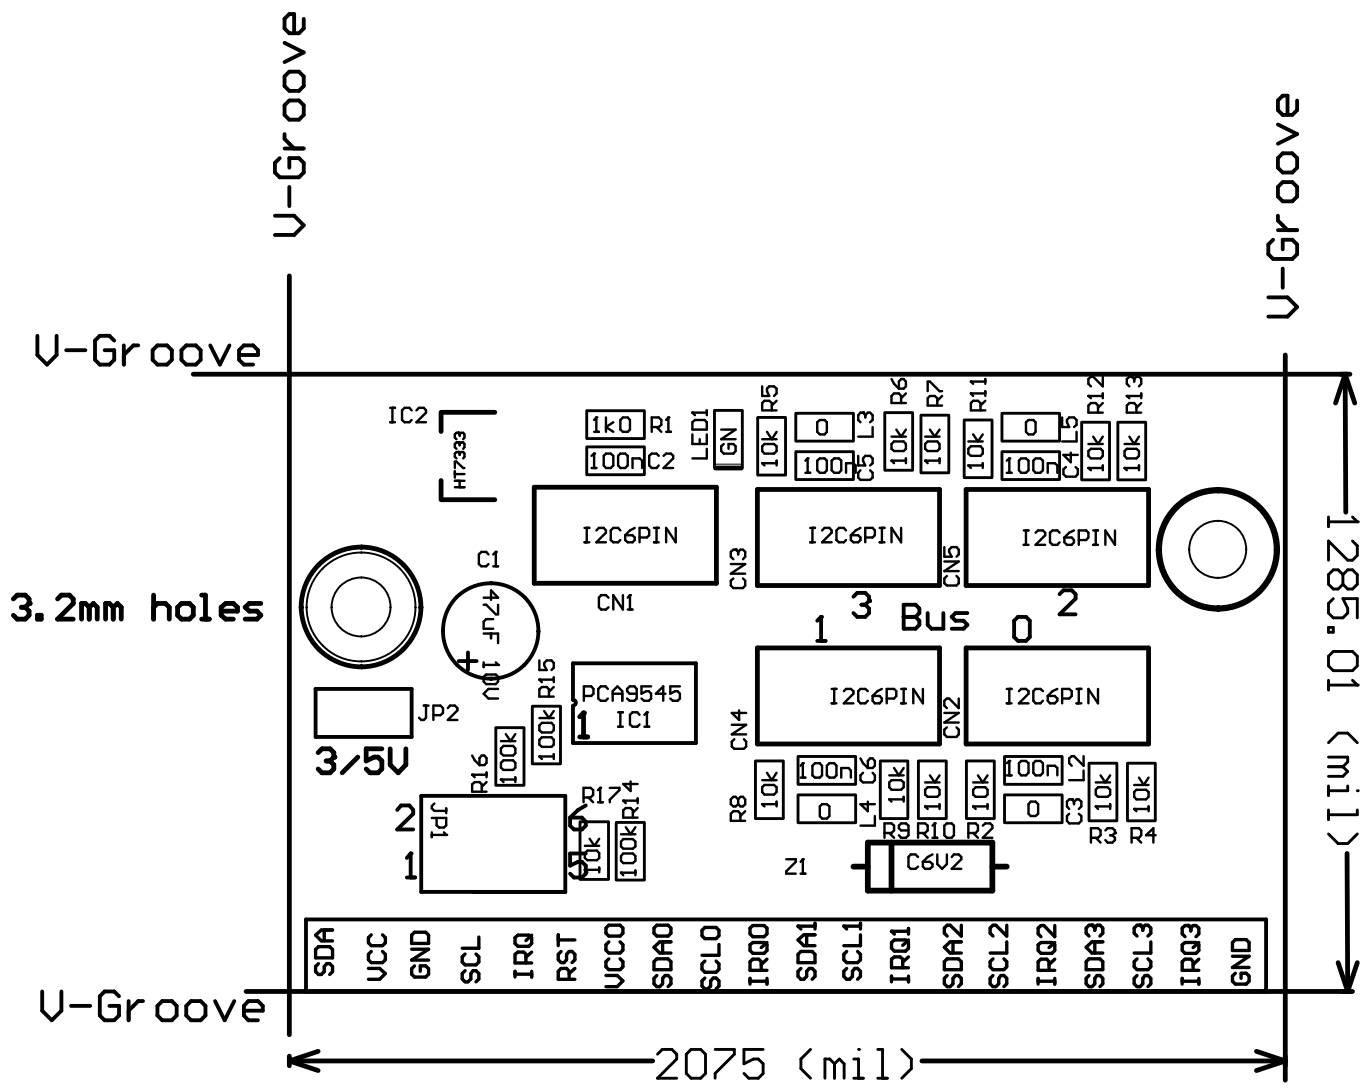 V-Groove
V-Groove
V-Groove
IC2
HT7333
1k0 R1
100n C2
LED1
GN
R5
10k
0 L3
100n C5
R6
10k
R7
10k
R11
10k
0 L5
100n C4
R12
10k
R13
10k
I2C6PIN
CN1
CN3
I2C6PIN
CN5
I2C6PIN
3.2mm holes
C1
47uF 10V
+
3
2
1
Bus
0
1285.01 (mil)
JP2
3/5V
R15
100k
R16
100k
PCA9545
IC1
1
CN4
I2C6PIN
CN2
I2C6PIN
R8
10k
100n C6
0 L4
10k
R9
10k
R10
10k
R2
100n L2
0 C3
10k
R3
10k
R4
JP1
2
1
6
5
R17
10k
R14
100k
Z1
C6V2
SDA VCC GND SCL IRQ RST VCC0 SDA0 SCL0 IRQ0 SDA1 SCL1 IRQ1 SDA2 SCL2 IRQ2 SDA3 SCL3 IRQ3 GND
V-Groove
2075 (mil)